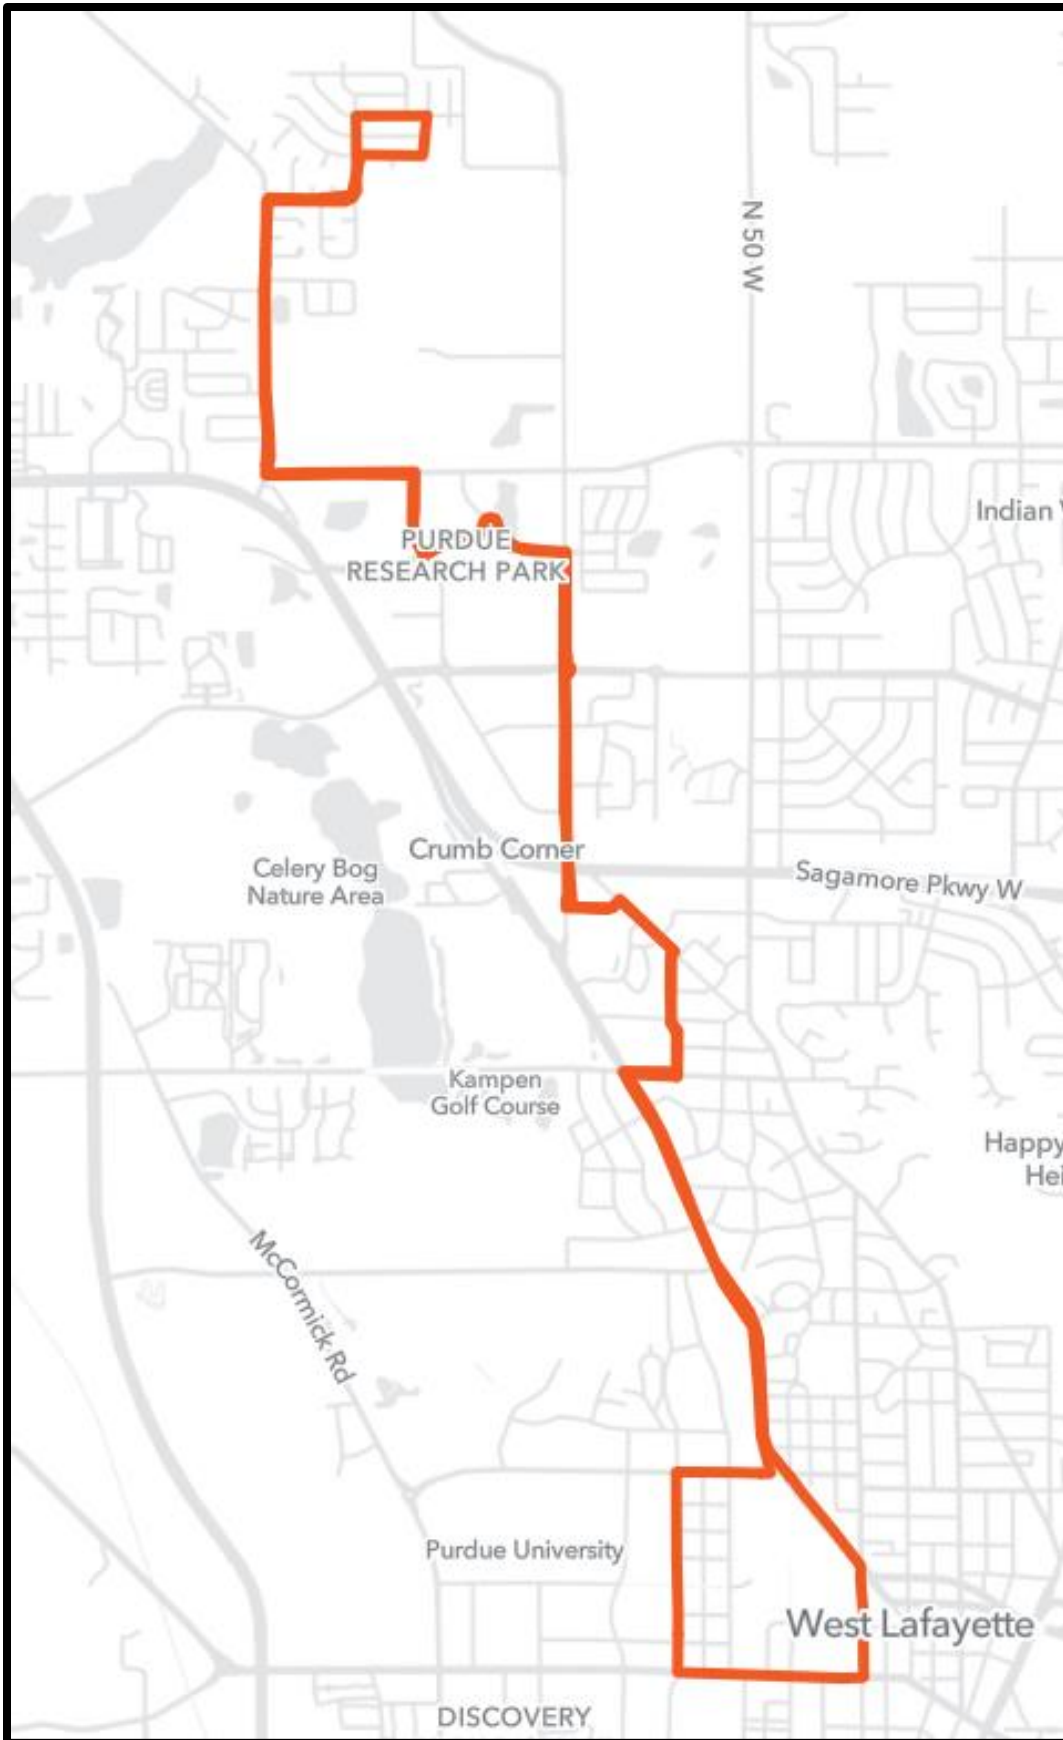 N 50 W
Indian
PURDUE
RESEARCH PARK
Crumb Corner
Celery Bog
Nature Area
Sagamore Pkwy W
Kampen
Golf Course
Happy
Hei
McCormick Rd
Purdue University
West Lafayette
DISCOVERY